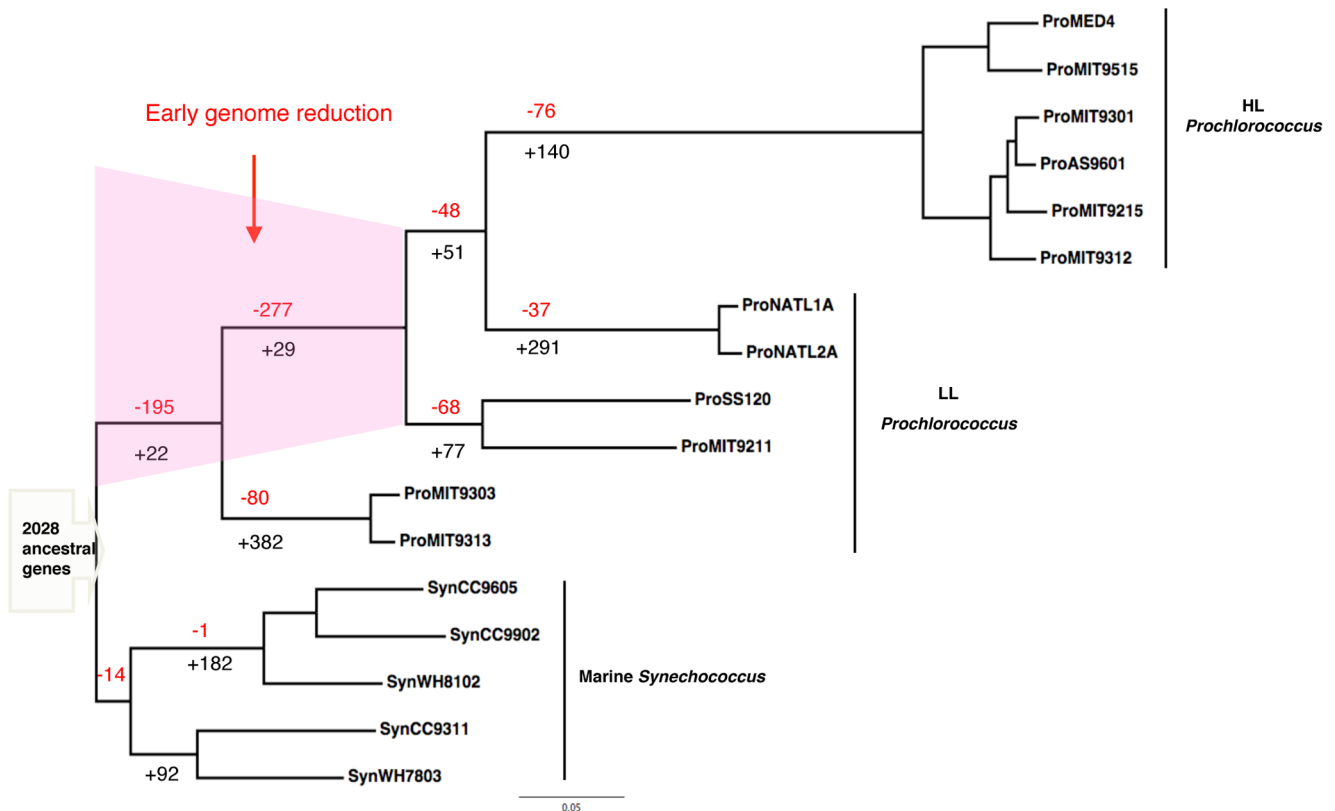 ProMED4
ProMIT9515
ProMIT9301
ProAS9601
ProMIT9215
ProMIT9312
HL
Prochlorococcus
Early genome reduction
-76
+140
-48
+51
-277
+29
-37
+291
ProNATL1A
ProNATL2A
-195
+22
-68
+77
ProSS120
ProMIT9211
LL
Prochlorococcus
-80
+382
ProMIT9303
ProMIT9313
2028
ancestral
genes
SynCC9605
SynCC9902
SynWH8102
-1
+182
-14
Marine Synechococcus
SynCC9311
SynWH7803
+92
0.05